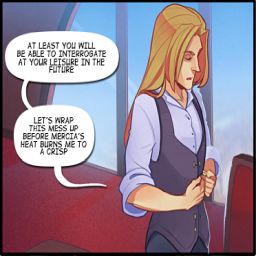 AT LEAST YOU WILL
BE ABLE TO INTERROGATE
AT YOUR LEISURE IN THE
FUTURE
LET'S WRAP
THIS MESS UP
BEFORE MERCIA'S
HEAT BURNS ME TO
A CRISP